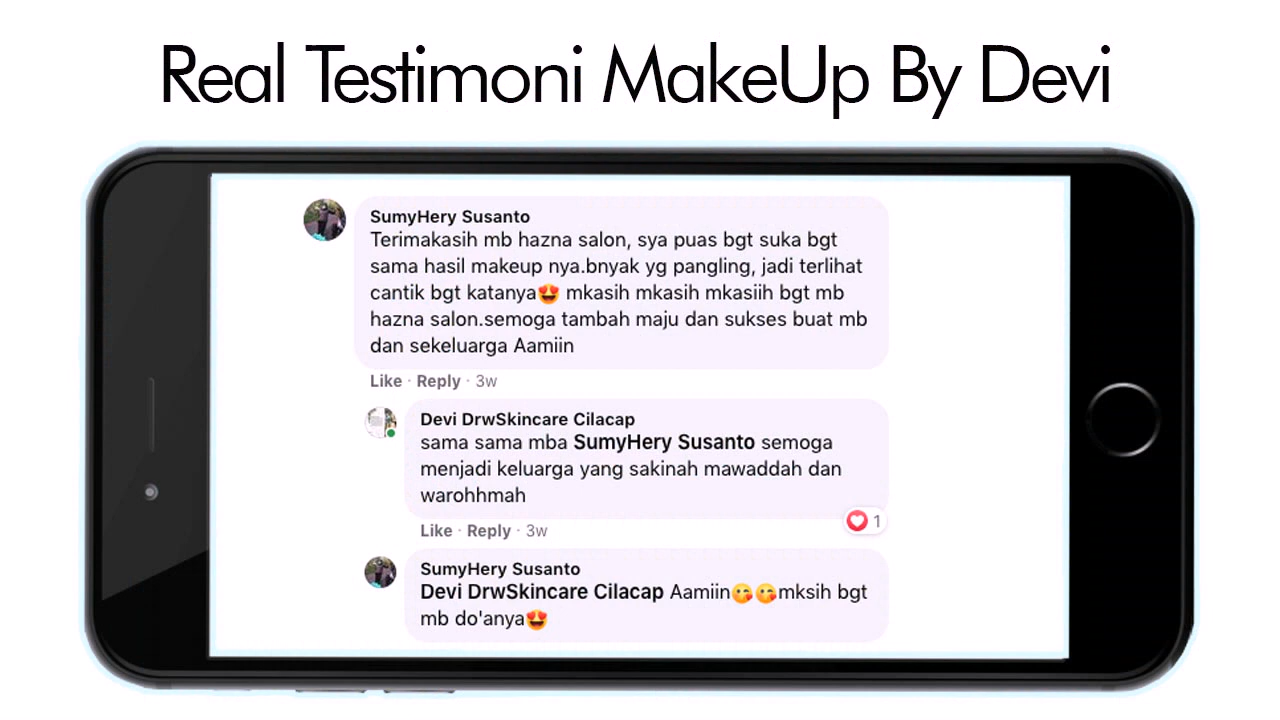 Real Testimoni MakeUp By Devi
SumyHery Susanto
Terimakasih mb hazna salon, sya puas bgt suka bgt
sama hasil makeup nya.bnyak yg pangling, jadi terlihat
cantik bgt katanya😍 mkasih mkasih mkasiih bgt mb
hazna salon.semoga tambah maju dan sukses buat mb
dan sekeluarga Aamiin
Like · Reply · 3w
Devi DrwSkincare Cilacap
sama sama mba SumyHery Susanto semoga
menjadi keluarga yang sakinah mawaddah dan
warohhmah
1
Like · Reply · 3w
SumyHery Susanto
Devi DrwSkincare Cilacap Aamiin😋😋mksih bgt
mb do'anya😍